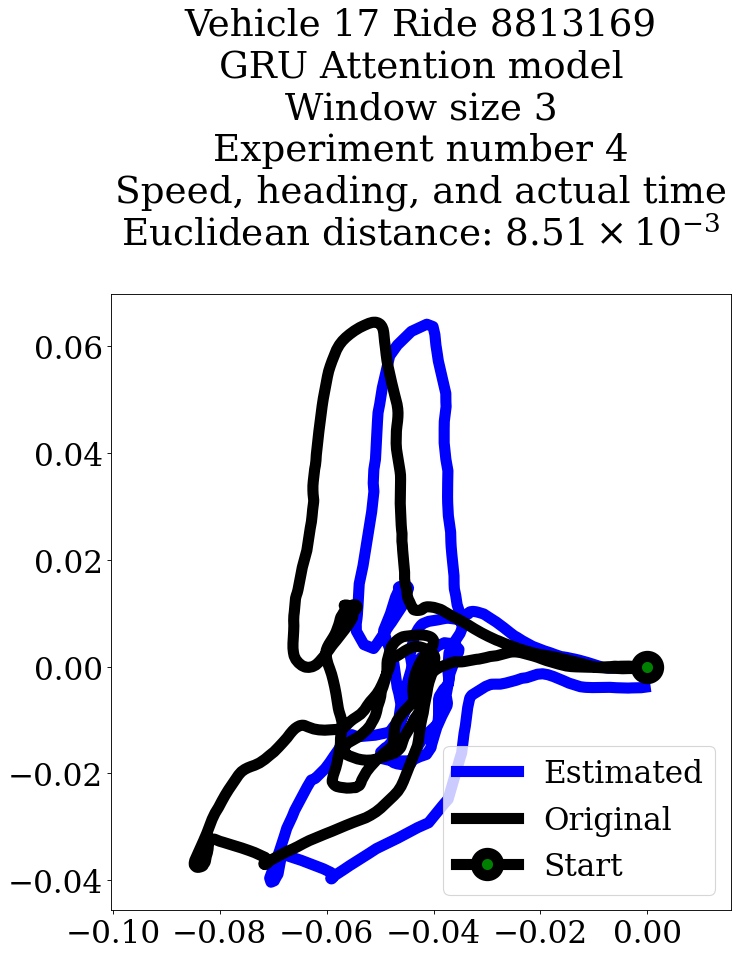 Vehicle 17 Ride 8813169
GRU Attention model
Window size 3
Experiment number 4
Speed, heading, and actual time
Euclidean distance: 8.51 × 10⁻³
0.06
0.04
0.02
0.00
−0.02
−0.04
Estimated
Original
Start
−0.10 −0.08 −0.06 −0.04 −0.02 0.00